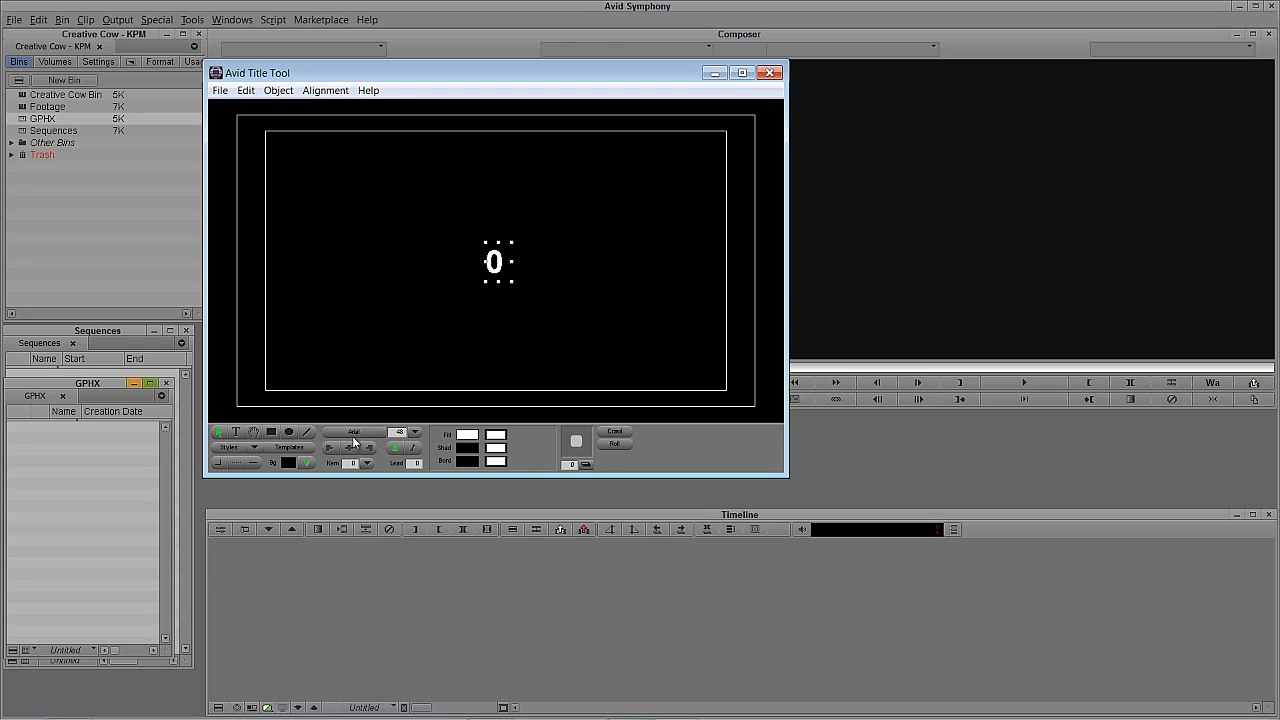 Avid Symphony
File Edit Bin Clip Output Special Tools Windows Script Marketplace Help
Creative Cow - KPM
Composer
Creative Cow - KPM
Bins Volumes Settings Format Usa
New Bin
Creative Cow Bin 5K
Footage 7K
GPHX 5K
Sequences 7K
Other Bins
Trash
Avid Title Tool
File Edit Object Alignment Help
0
Arial 48
Styles Templates
Bg Kern 0 Lead 0
Fill
Shad
Bord
0
Crawl
Roll
Wa
Sequences
Sequences
Name Start End
GPHX
GPHX
Name Creation Date
Untitled
Untitled
Timeline
Untitled